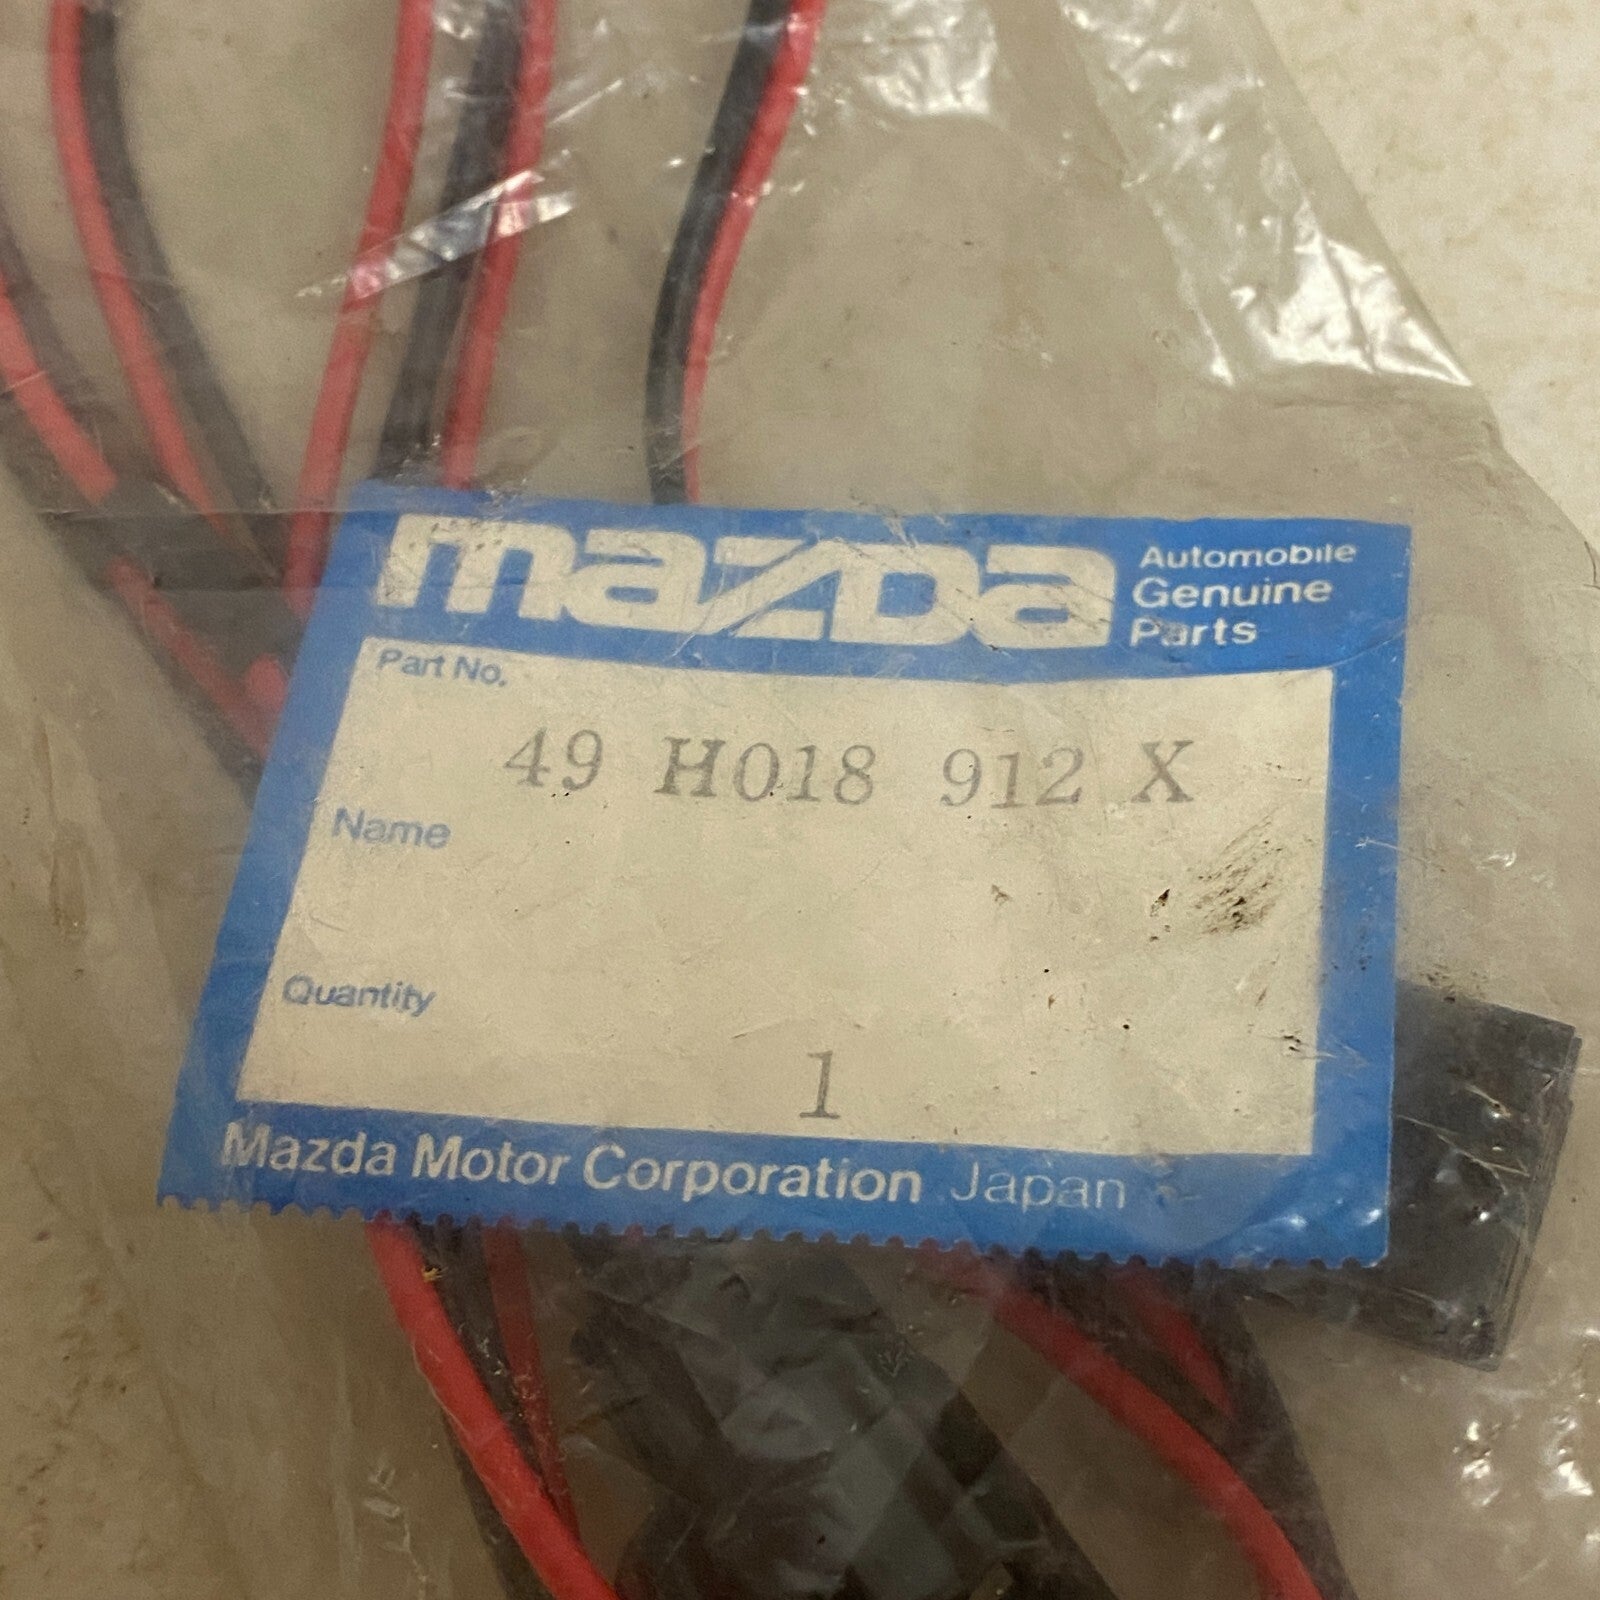 mazda
Automobile
Genuine
Parts
Part No.
49 H018 912 X
Name
Quantity
1
Mazda Motor Corporation Japan